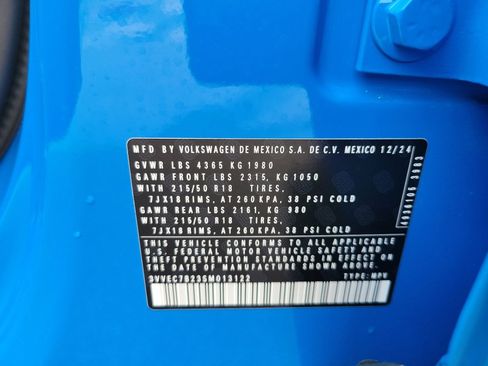 MFD BY VOLKSWAGEN DE MEXICO S.A. DE C.V. MEXICO 12/24
GVWR LBS 4365 KG 1980
GAWR FRONT LBS 2315, KG 1050
WITH 215/50 R18 TIRES,
7JX18 RIMS, AT 260 KPA, 38 PSI COLD
GAWR REAR LBS 2161, KG 980
WITH 215/50 R18 TIRES,
7JX18 RIMS, AT 260 KPA, 38 PSI COLD
THIS VEHICLE CONFORMS TO ALL APPLICABLE
U.S. FEDERAL MOTOR VEHICLE SAFETY AND
THEFT PREVENTION STANDARDS IN EFFECT ON
THE DATE OF MANUFACTURE SHOWN ABOVE.
3VVEC7B23SM013122 TYPE: MPV
4036105 3983